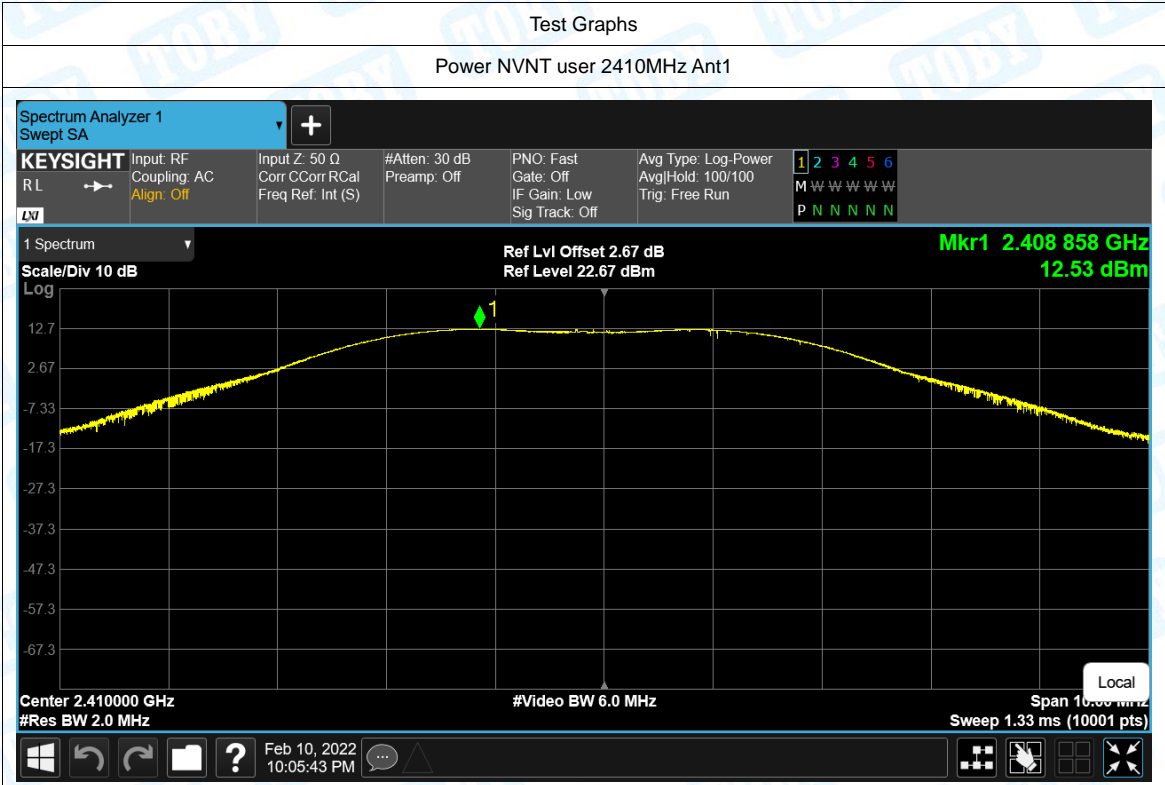 Test Graphs
Power NVNT user 2410MHz Ant1
Spectrum Analyzer 1
Swept SA
+
KEYSIGHT Input: RF Input Z: 50 Ω #Atten: 30 dB PNO: Fast Avg Type: Log-Power 1 2 3 4 5 6
R L Coupling: AC Corr CCorr RCal Preamp: Off Gate: Off Avg|Hold: 100/100 M W W W W W W
Align: Off Freq Ref: Int (S) IF Gain: Low Trig: Free Run
LXI Sig Track: Off P N N N N N N
1 Spectrum Ref Lvl Offset 2.67 dB Mkr1 2.408 858 GHz
Scale/Div 10 dB Ref Level 22.67 dBm 12.53 dBm
Log
1
12.7
2.67
-7.33
-17.3
-27.3
-37.3
-47.3
-57.3
-67.3
Local
Center 2.410000 GHz #Video BW 6.0 MHz Span 10.00 MHz
#Res BW 2.0 MHz Sweep 1.33 ms (10001 pts)
? Feb 10, 2022
10:05:43 PM
TOBY